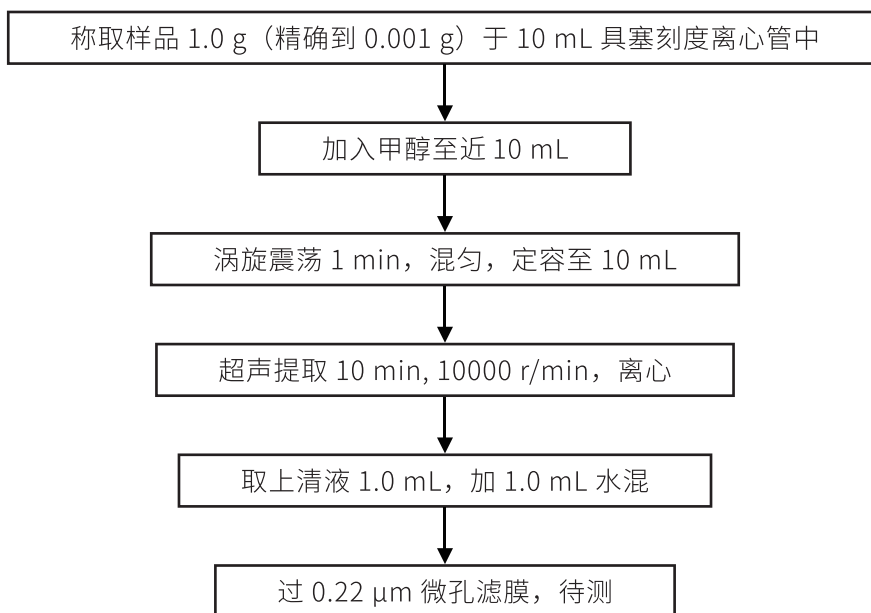 称取样品 1.0 g（精确到 0.001 g）于 10 mL 具塞刻度离心管中
加入甲醇至近 10 mL
涡旋震荡 1 min，混匀，定容至 10 mL
超声提取 10 min, 10000 r/min，离心
取上清液 1.0 mL，加 1.0 mL 水混
过 0.22 μm 微孔滤膜，待测